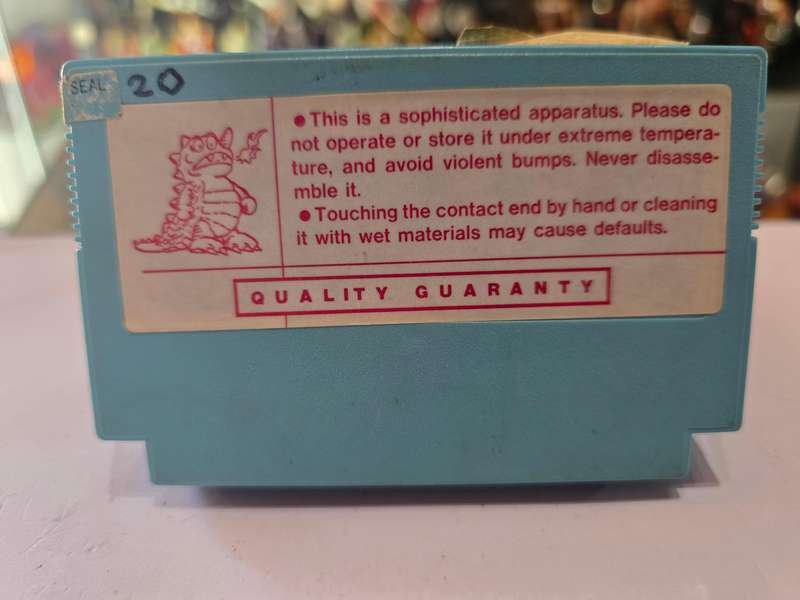 SEAL 20
● This is a sophisticated apparatus. Please do
not operate or store it under extreme tempera-
ture, and avoid violent bumps. Never disasse-
mble it.
● Touching the contact end by hand or cleaning
it with wet materials may cause defaults.
QUALITY GUARANTY